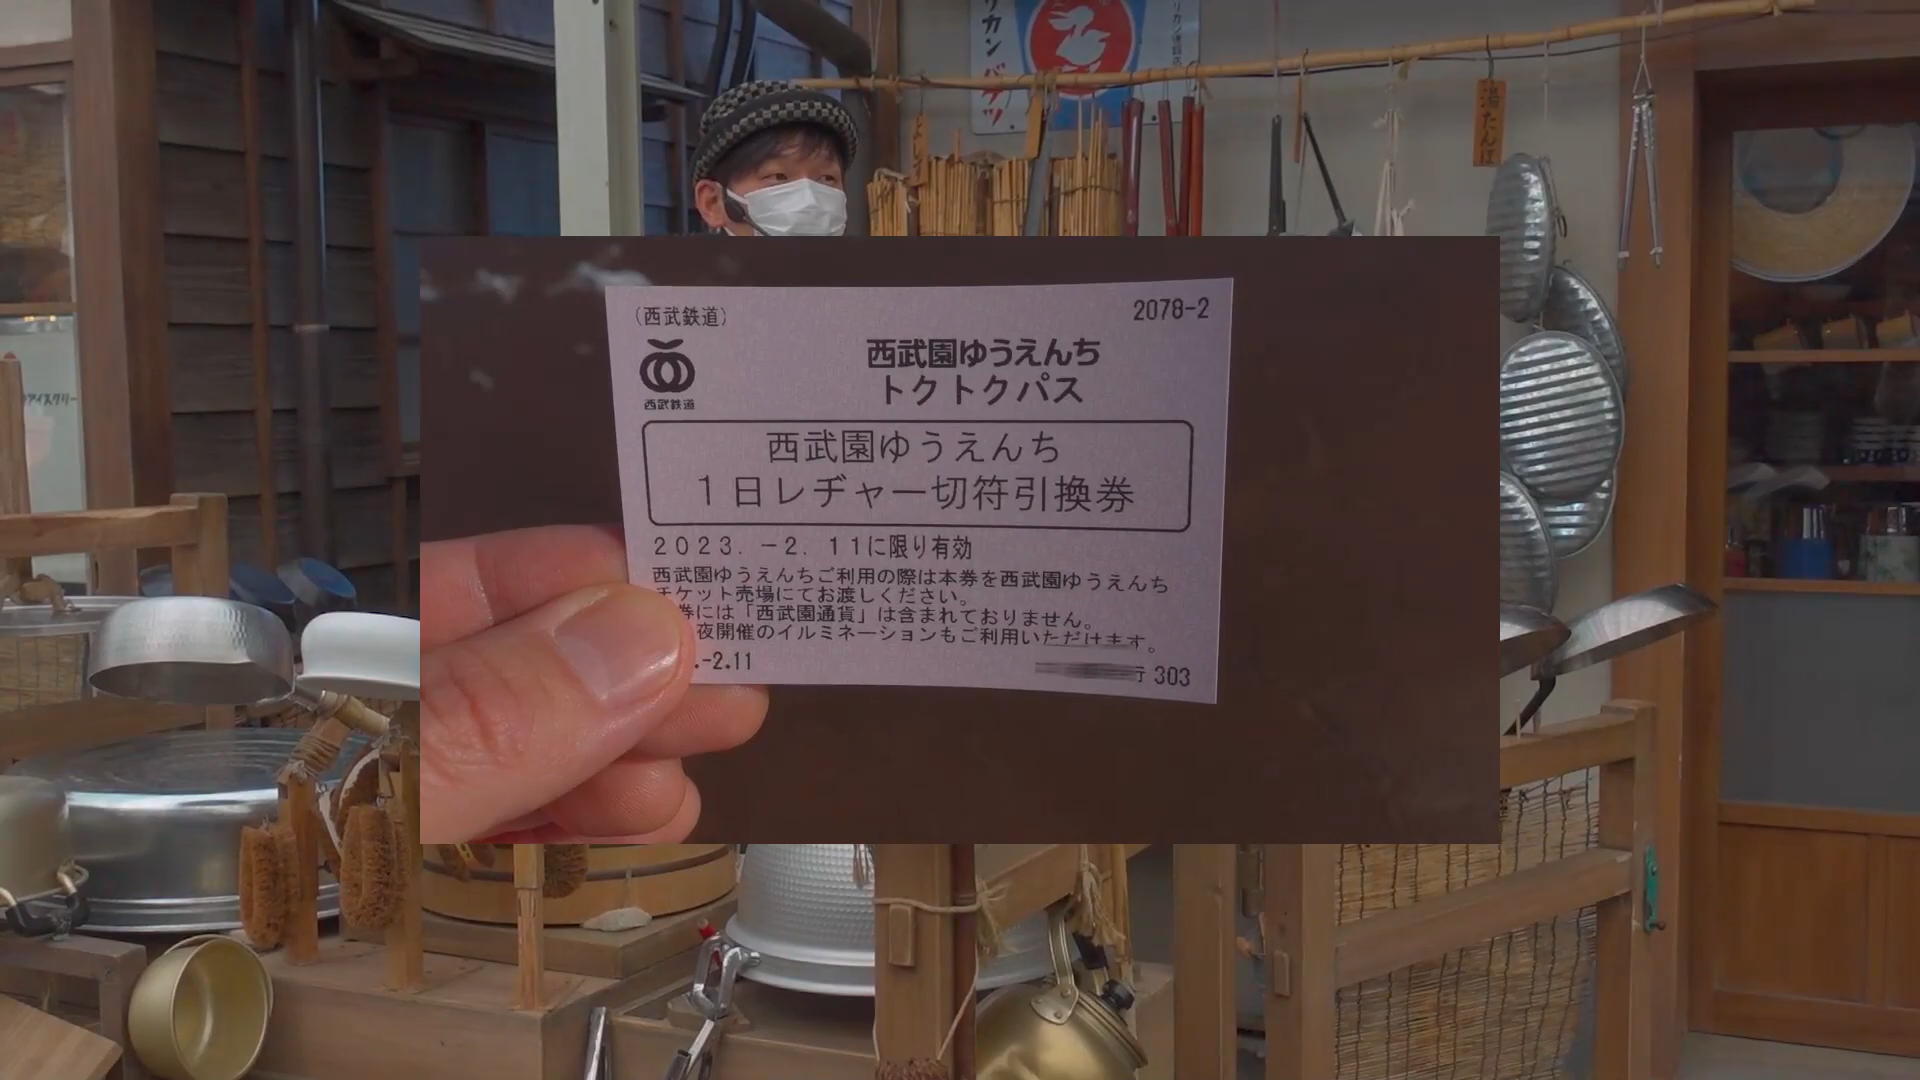 リカン
バケツ
湯たんぽ
アイスクリー
(西武鉄道)
2078-2
西武鉄道
西武園ゆうえんち
トクトクパス
西武園ゆうえんち
1日レヂャー切符引換券
2023.-2.11に限り有効
西武園ゆうえんちご利用の際は本券を西武園ゆうえんち
チケット売場にてお渡しください。
券には「西武園通貨」は含まれておりません。
夜開催のイルミネーションもご利用いただけます。
.-2.11
303